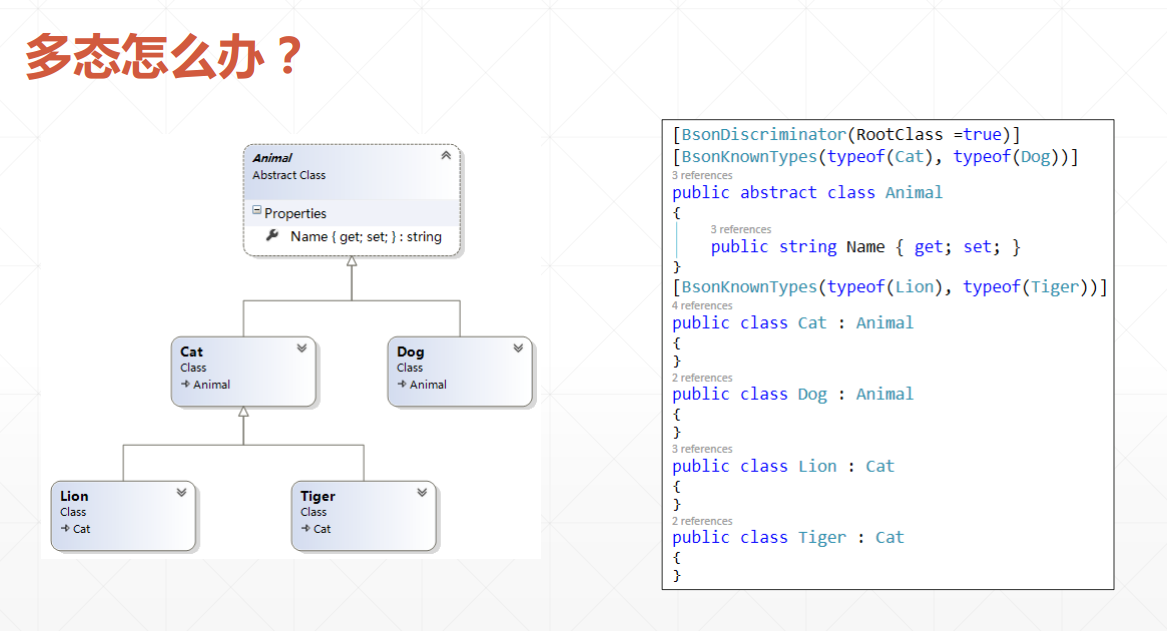 多态怎么办？
Animal
Abstract Class
Properties
Name { get; set; } : string
Cat
Class
Animal
Dog
Class
Animal
Lion
Class
Cat
Tiger
Class
Cat
[BsonDiscriminator(RootClass =true)]
[BsonKnownTypes(typeof(Cat), typeof(Dog))]
3 references
public abstract class Animal
{
3 references
public string Name { get; set; }
}
[BsonKnownTypes(typeof(Lion), typeof(Tiger))]
4 references
public class Cat : Animal
{
}
2 references
public class Dog : Animal
{
}
3 references
public class Lion : Cat
{
}
2 references
public class Tiger : Cat
{
}